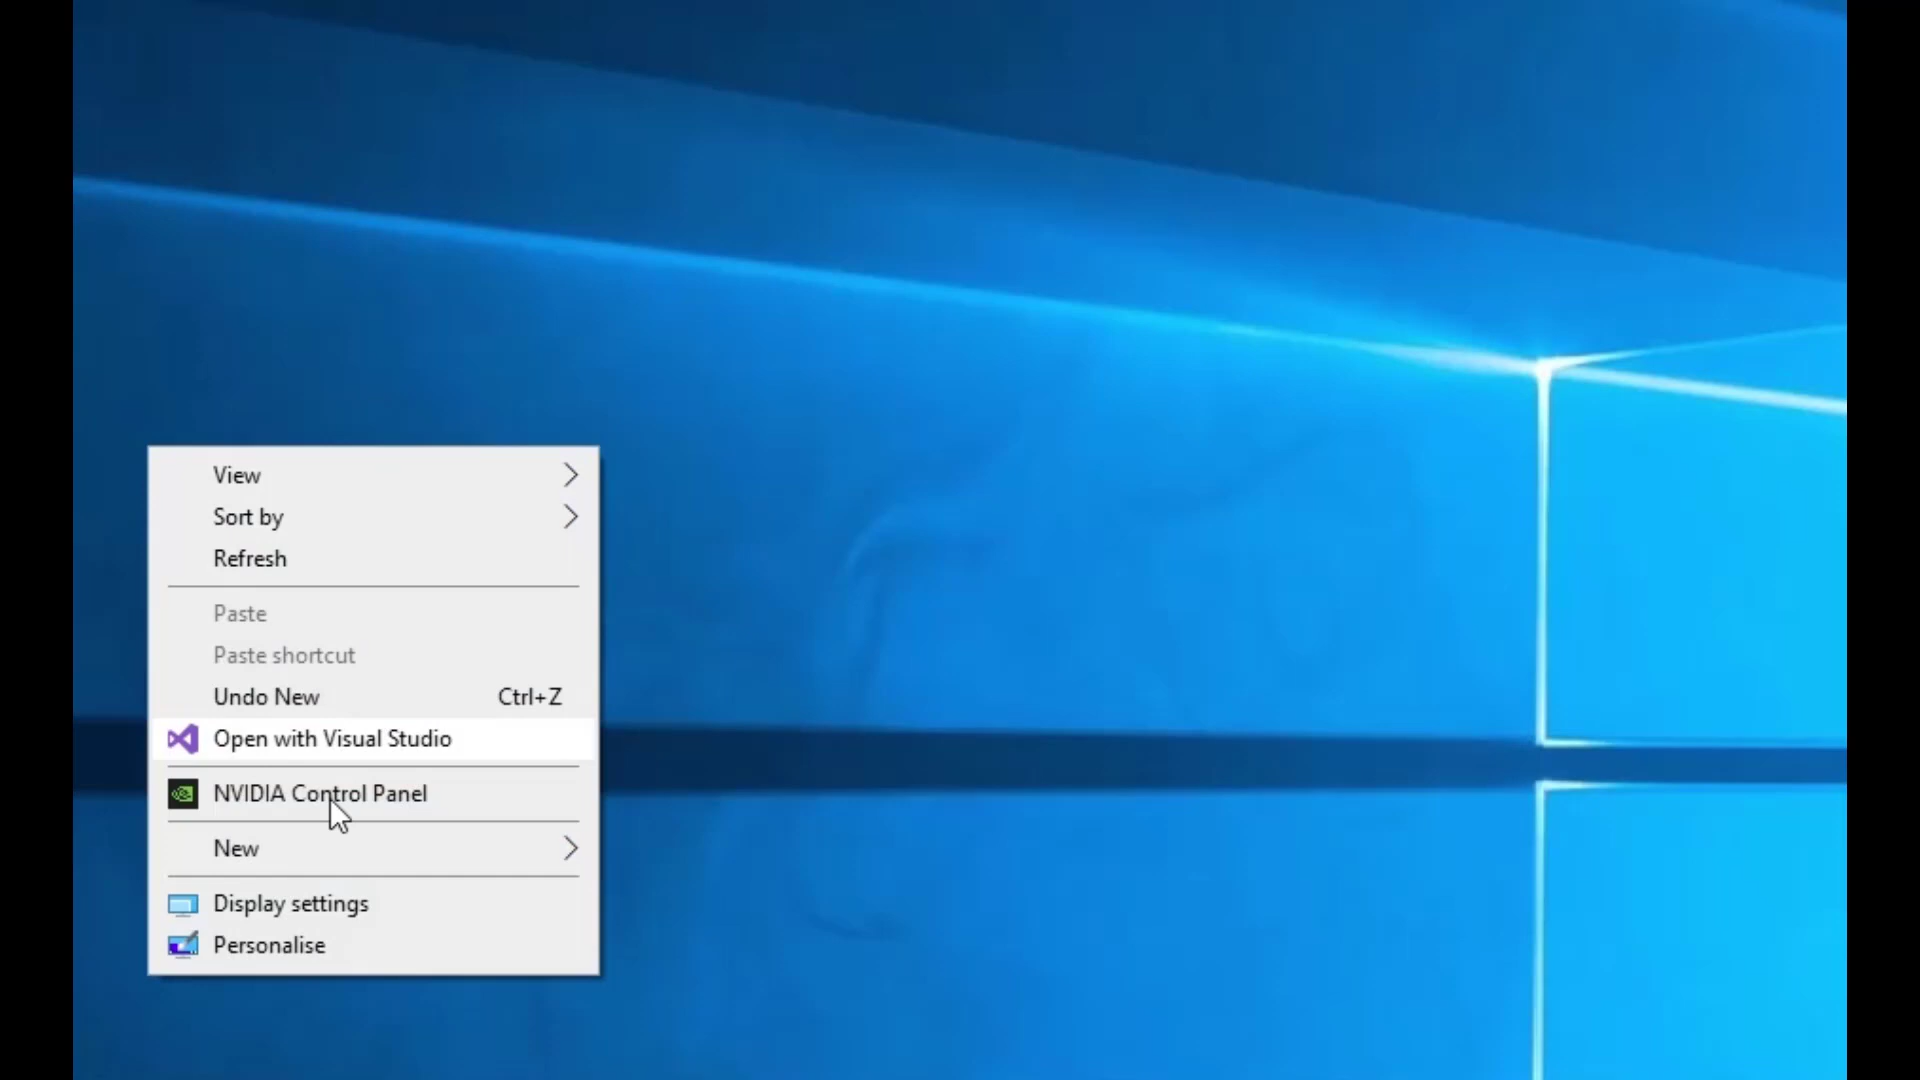 View
Sort by
Refresh
Paste
Paste shortcut
Undo New Ctrl+Z
Open with Visual Studio
NVIDIA Control Panel
New
Display settings
Personalise